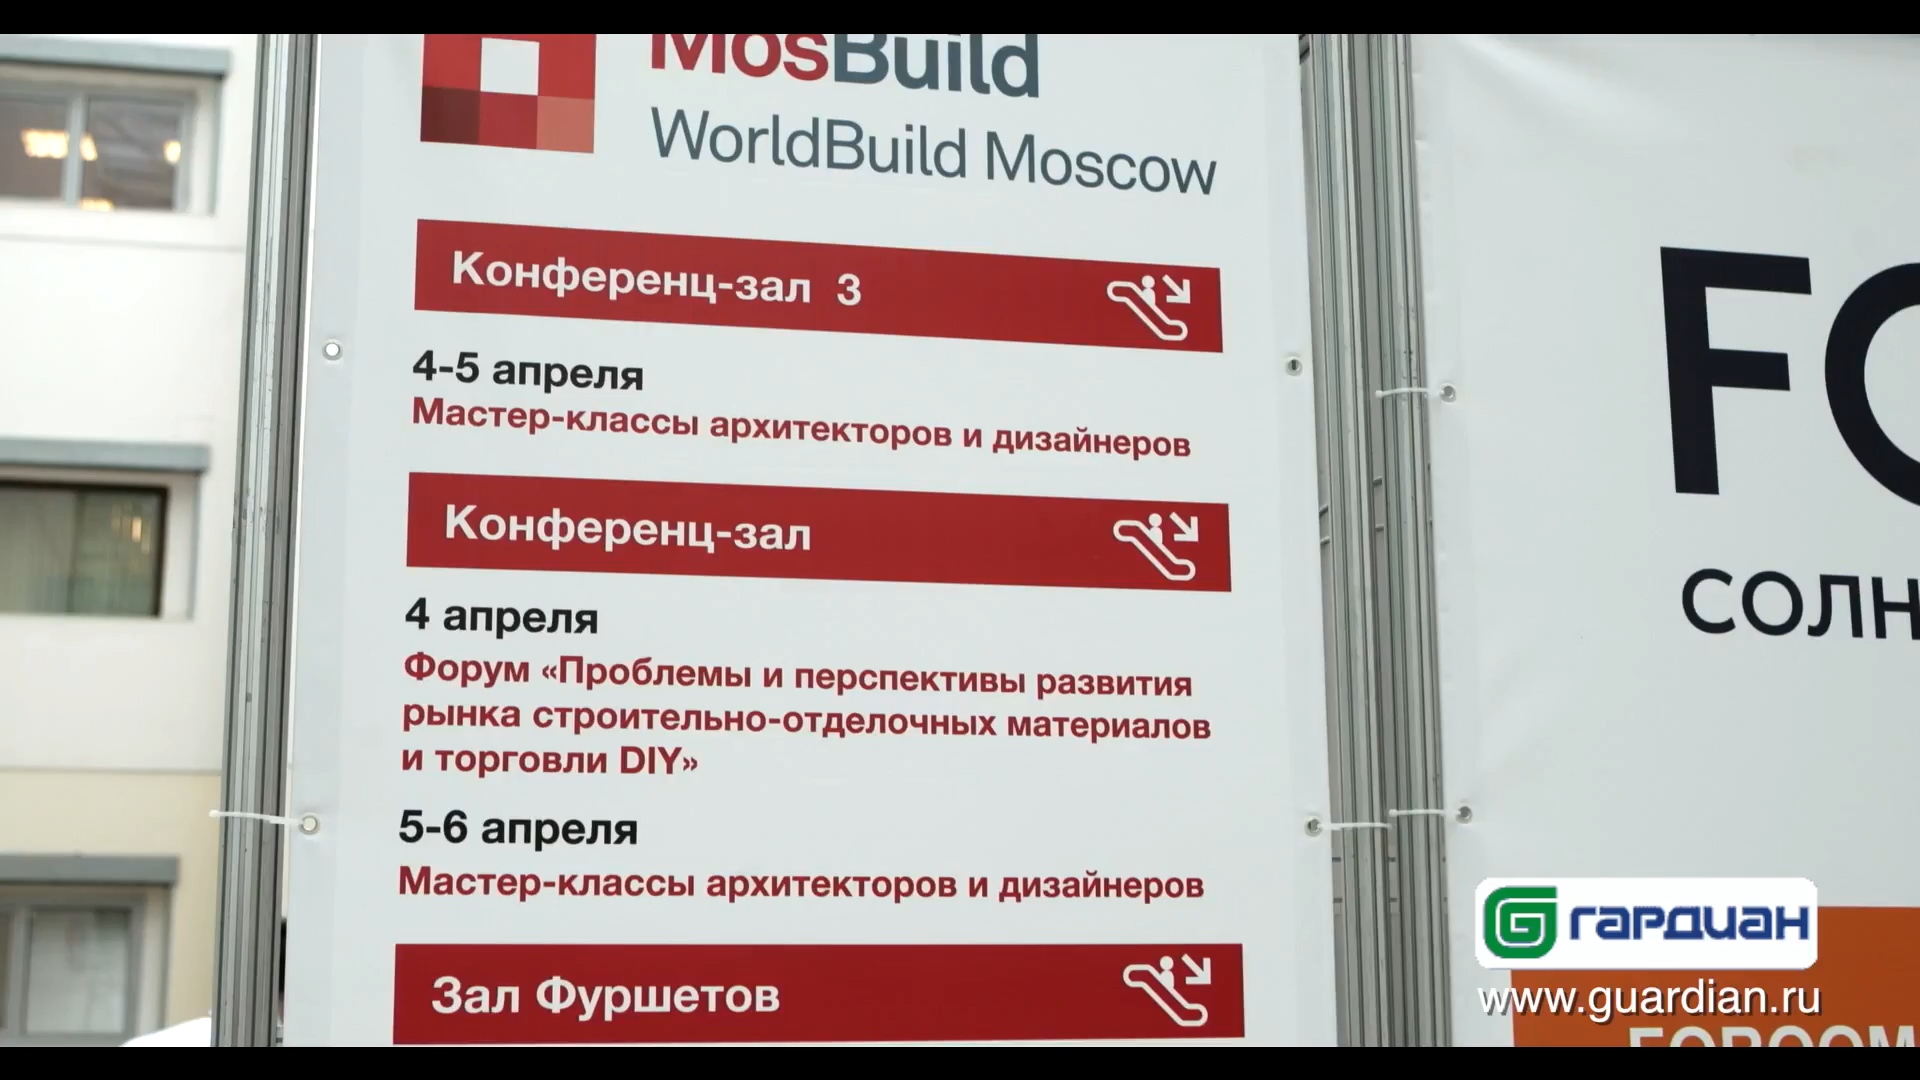 MosBuild
WorldBuild Moscow
Конференц-зал 3
4-5 апреля
Мастер-классы архитекторов и дизайнеров
Конференц-зал
4 апреля
Форум «Проблемы и перспективы развития
рынка строительно-отделочных материалов
и торговли DIY»
5-6 апреля
Мастер-классы архитекторов и дизайнеров
Зал Фуршетов
гардиан
www.guardian.ru